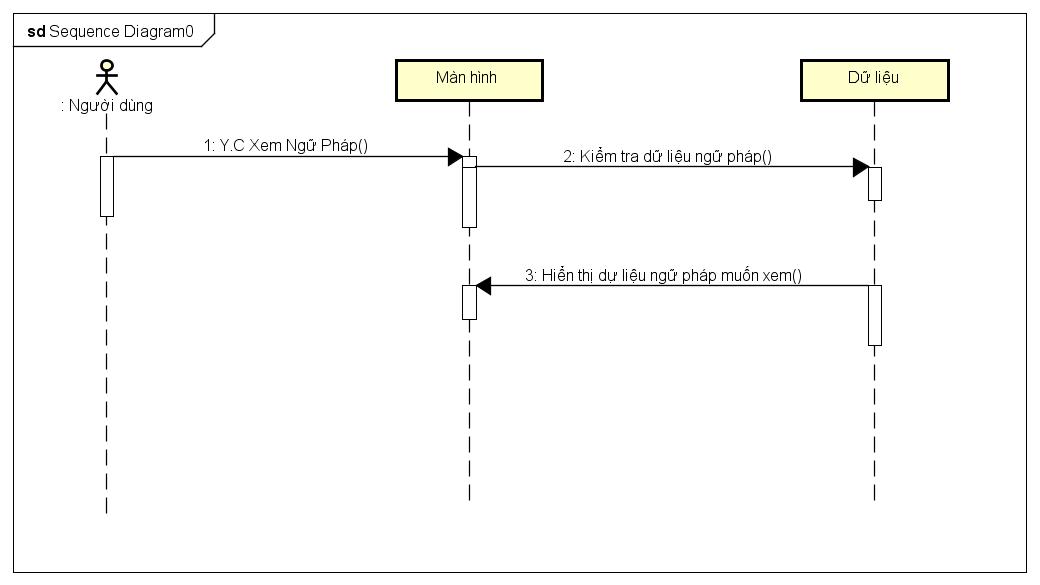 sd Sequence Diagram0
: Người dùng
Màn hình
Dữ liệu
1: Y.C Xem Ngữ Pháp()
2: Kiểm tra dữ liệu ngữ pháp()
3: Hiển thị dự liệu ngữ pháp muốn xem()